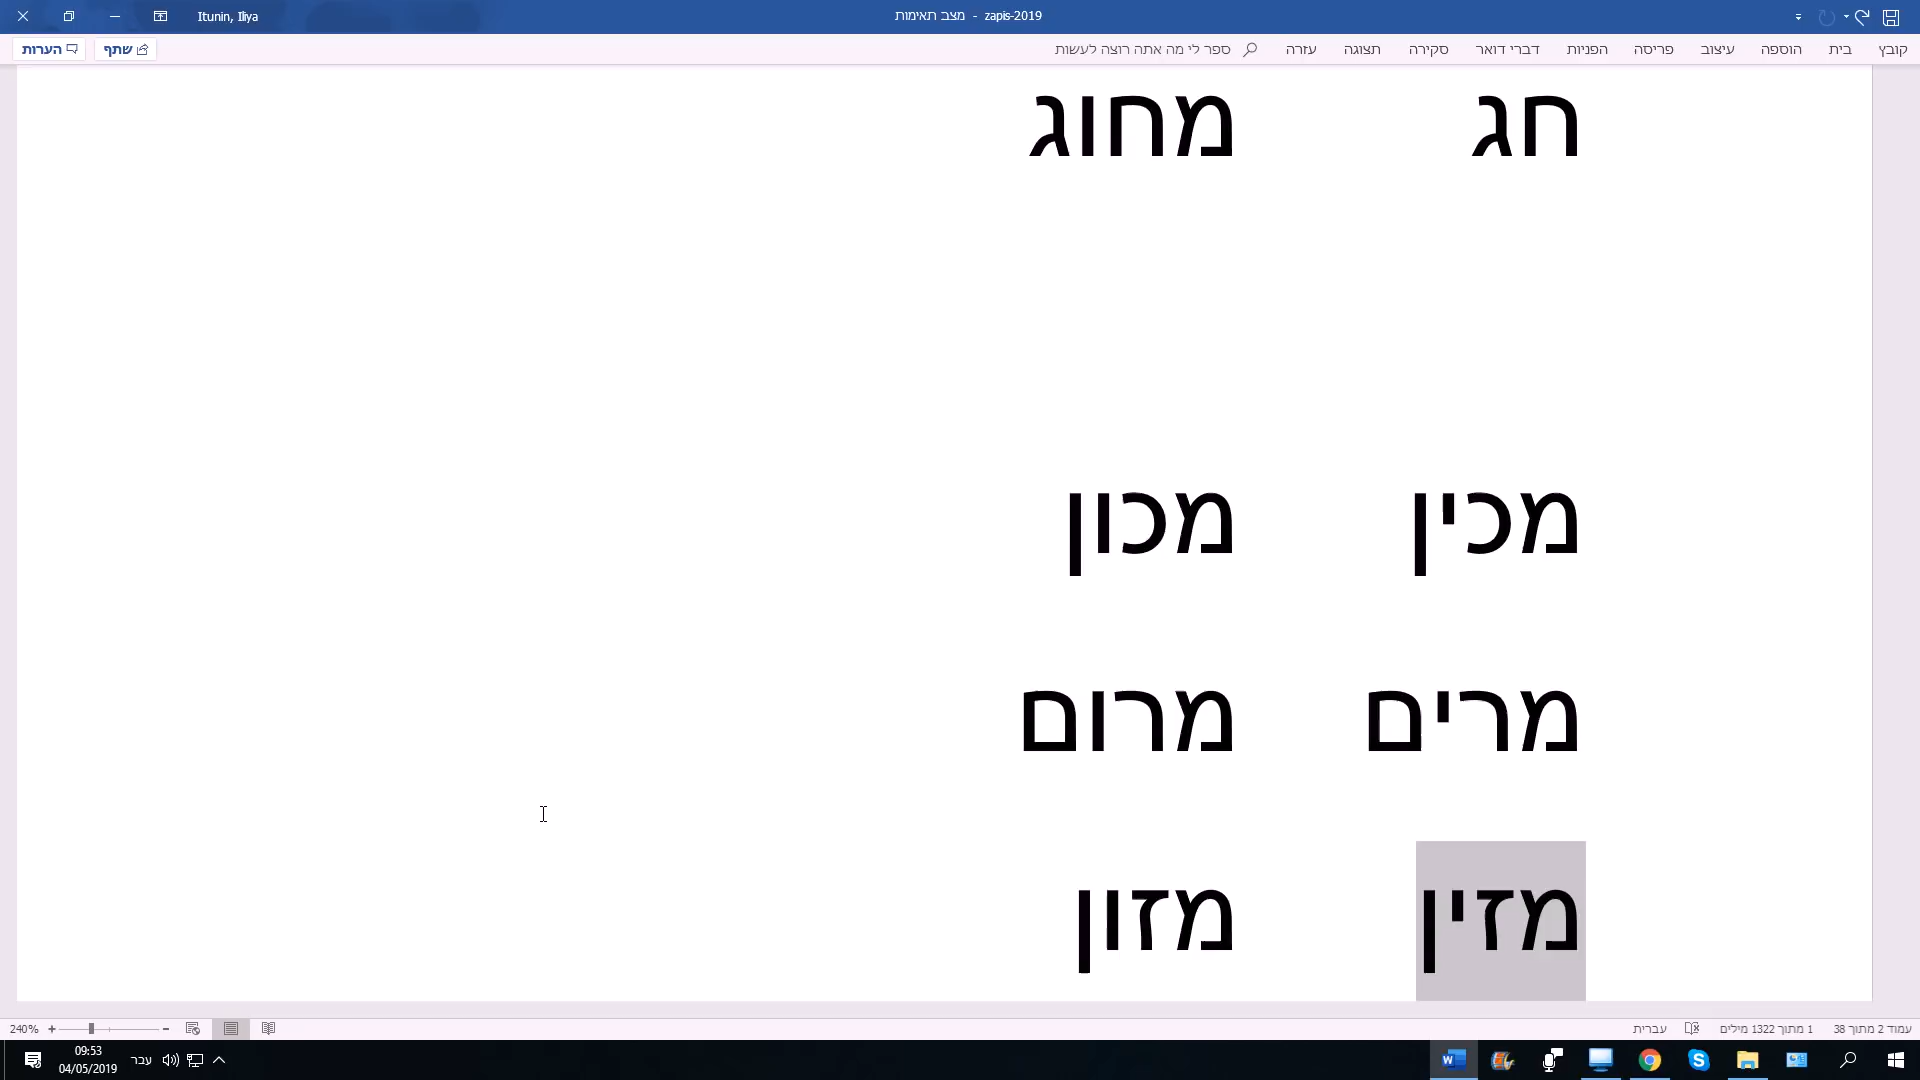 zapis-2019 - מצב תאימות
Itunin, Iliya
קובץ בית הוספה עיצוב פריסה הפניות דברי דואר סקירה תצוגה עזרה ספר לי מה אתה רוצה לעשות
שתף הערות
חג מחוג
מכין מכון
מרים מרום
מזין מזון
עמוד 2 מתוך 38 1 מתוך 1322 מילים עברית
240%
עבר
09:53
04/05/2019